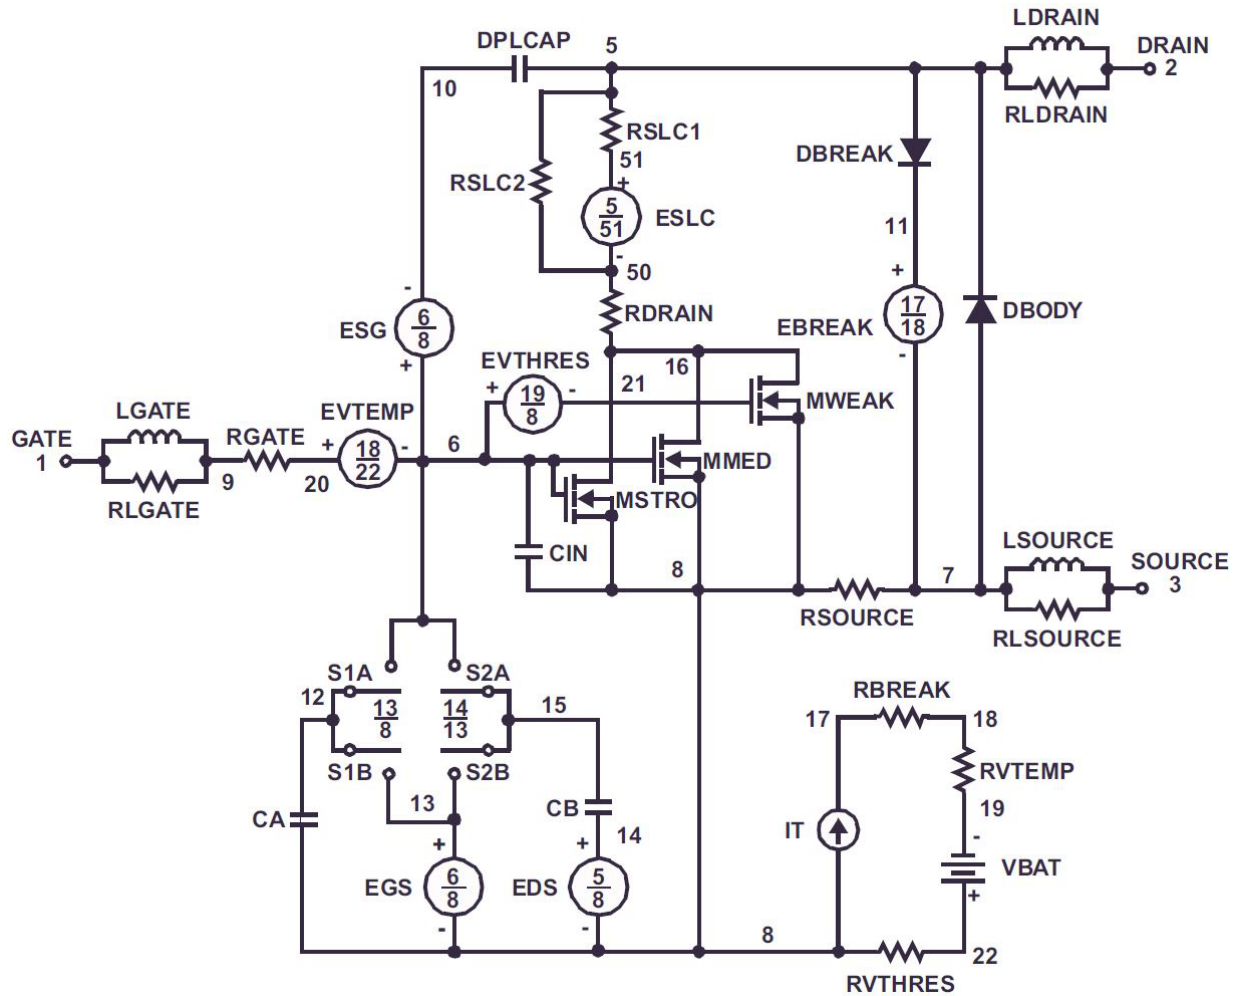 LDRAIN
DPLCAP 5 DRAIN
10 2
RSLC1 RLDRAIN
51 DBREAK
+
RSLC2
5
51
ESLC
11
-
50
+
-
ESG
6
8
+
RDRAIN
EBREAK
17
18
-
DBODY
EVTHRES
16
21
+
19
8
-
MWEAK
LGATE
EVTEMP
GATE
1
RGATE
+
18
22
-
6
MMED
9
20
RLGATE
MSTRO
CIN
8
LSOURCE
SOURCE
3
7
RSOURCE
RLSOURCE
S1A S2A
12
13
8
14
13
15
S1B S2B
13
CA
CB
14
+
EGS
6
8
-
+
EDS
5
8
-
RBREAK
17 18
RVTEMP
19
IT
-
VBAT
+
8
22
RVTHRES